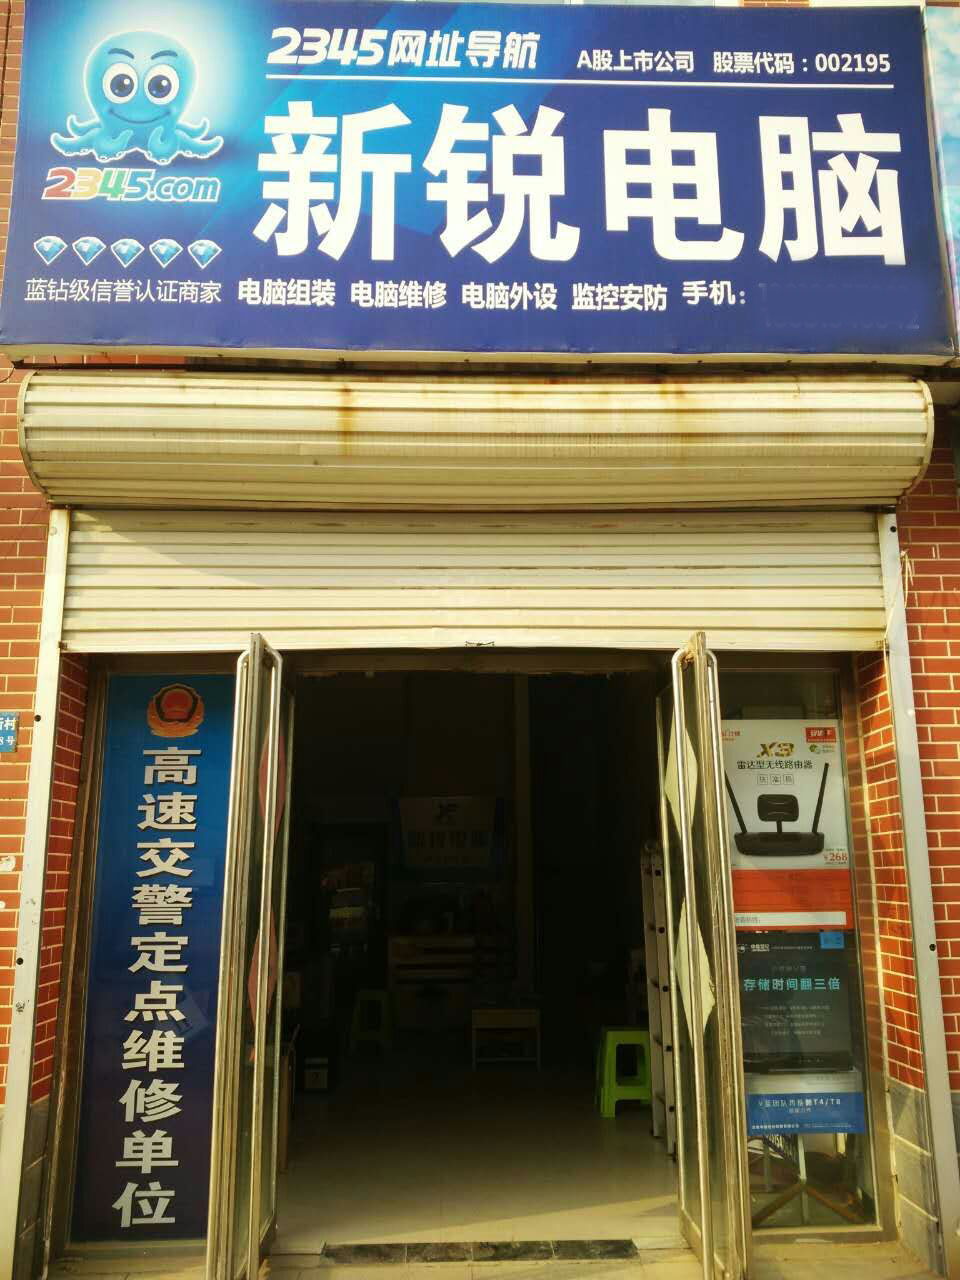 2345网址导航 A股上市公司 股票代码：002195
新锐电脑
2345.com
蓝钻级信誉认证商家 电脑组装 电脑维修 电脑外设 监控安防 手机：
高速交警定点维修单位
X9
雷达型无线路由器
¥268
存储时间翻三倍